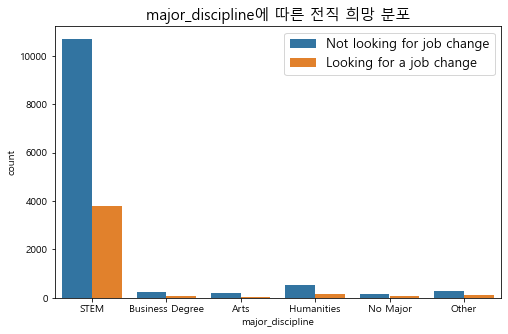 major_discipline에 따른 전직 희망 분포
Not looking for job change
Looking for a job change
10000
8000
6000
4000
2000
0
count
STEM Business Degree Arts Humanities No Major Other
major_discipline